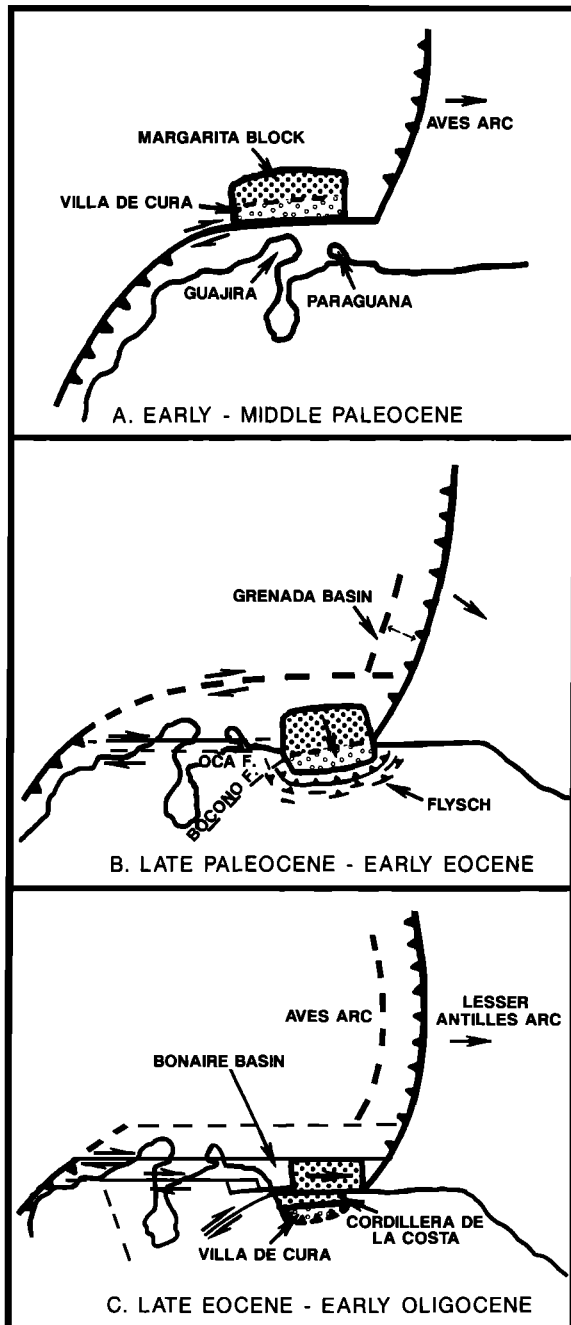 MARGARITA BLOCK
AVES ARC
VILLA DE CURA
GUAJIRA
PARAGUANA
A. EARLY - MIDDLE PALEOCENE
GRENADA BASIN
OCA F.
BOCONO F.
FLYSCH
B. LATE PALEOCENE - EARLY EOCENE
AVES ARC
LESSER
ANTILLES ARC
BONAIRE BASIN
CORDILLERA DE
LA COSTA
VILLA DE CURA
C. LATE EOCENE - EARLY OLIGOCENE